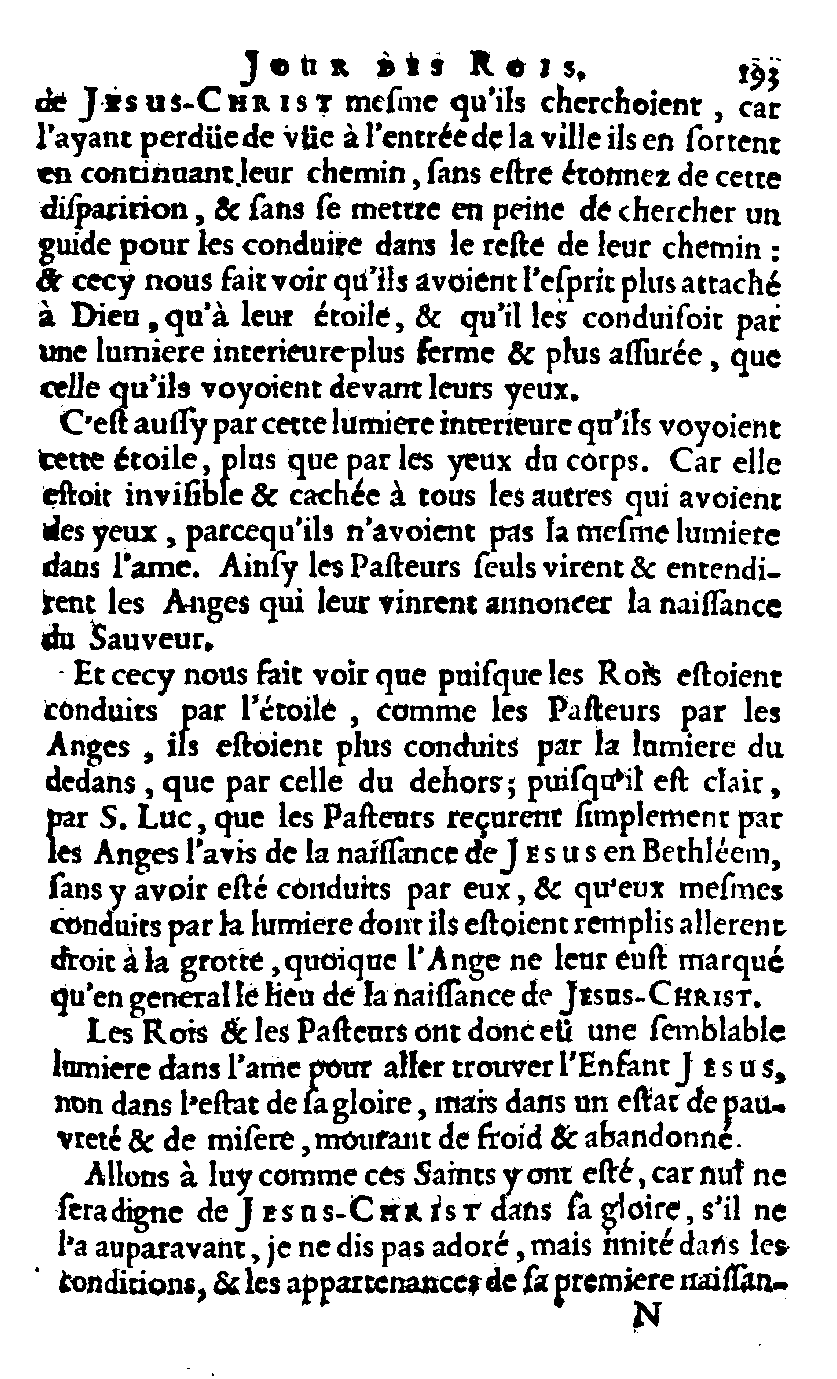 JOUR DES ROIS. 193
de JESUS-CHRIST meſme qu'ils cherchoient, car
l'ayant perdüe de vüe à l'entrée de la ville ils en ſortent
en continuant leur chemin, ſans eſtre étonnez de cette
diſparition, & ſans ſe mettre en peine de chercher un
guide pour les conduire dans le reſte de leur chemin :
& cecy nous fait voir qu'ils avoient l'eſprit plus attaché
à Dieu, qu'à leur étoile, & qu'il les conduiſoit par
une lumiere interieure plus ferme & plus aſſurée, que
celle qu'ils voyoient devant leurs yeux.
C'eſt auſſy par cette lumiere interieure qu'ils voyoient
cette étoile, plus que par les yeux du corps. Car elle
eſtoit inviſible & cachée à tous les autres qui avoient
des yeux, parcequ'ils n'avoient pas la meſme lumiere
dans l'ame. Ainſy les Paſteurs ſeuls virent & entendi-
rent les Anges qui leur vinrent annoncer la naiſſance
du Sauveur.
Et cecy nous fait voir que puiſque les Rois eſtoient
conduits par l'étoile, comme les Paſteurs par les
Anges, ils eſtoient plus conduits par la lumiere du
dedans, que par celle du dehors; puiſqu'il eſt clair,
par S. Luc, que les Paſteurs reçurent ſimplement par
les Anges l'avis de la naiſſance de JESUS en Bethléem,
ſans y avoir eſté conduits par eux, & qu'eux meſmes
conduits par la lumiere dont ils eſtoient remplis allerent
droit à la grotte, quoique l'Ange ne leur euſt marqué
qu'en general le lieu de la naiſſance de JESUS-CHRIST.
Les Rois & les Paſteurs ont donc eü une ſemblable
lumiere dans l'ame pour aller trouver l'Enfant JESUS,
non dans l'eſtat de ſa gloire, mais dans un eſtat de pau-
vreté & de miſere, mourant de froid & abandonné.
Allons à luy comme ces Saints y ont eſté, car nul ne
ſera digne de JESUS-CHRIST dans ſa gloire, s'il ne
l'a auparavant, je ne dis pas adoré, mais imité dans les
conditions, & les appartenances de ſa premiere naiſſan-
N